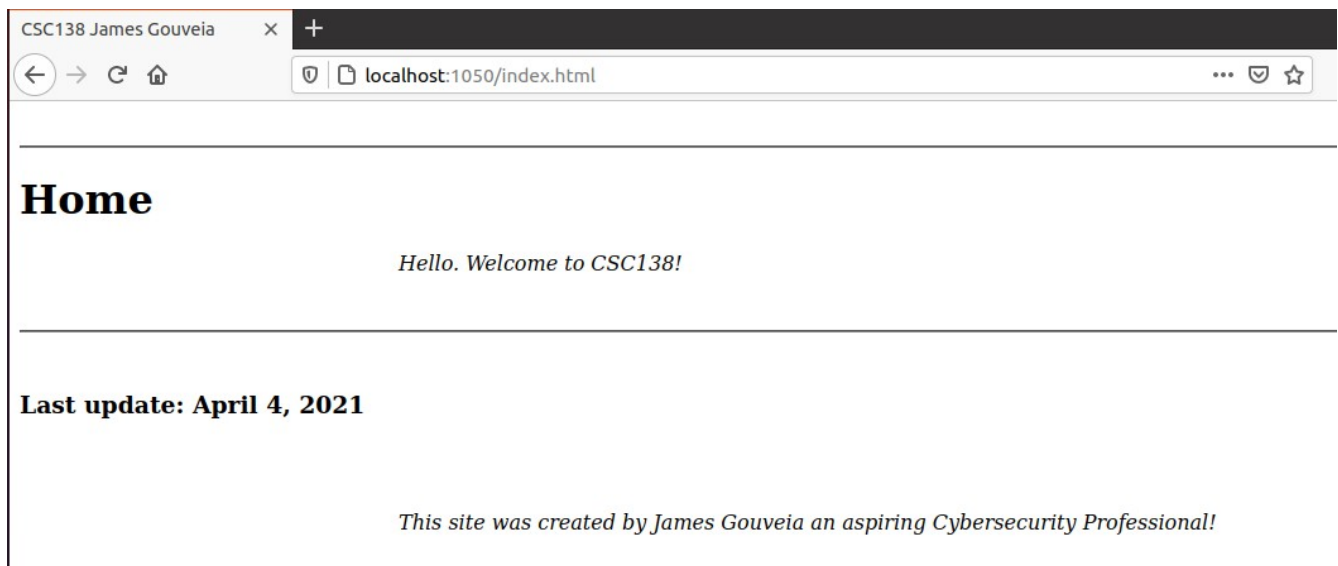 CSC138 James Gouveia
localhost:1050/index.html
Home
Hello. Welcome to CSC138!
Last update: April 4, 2021
This site was created by James Gouveia an aspiring Cybersecurity Professional!